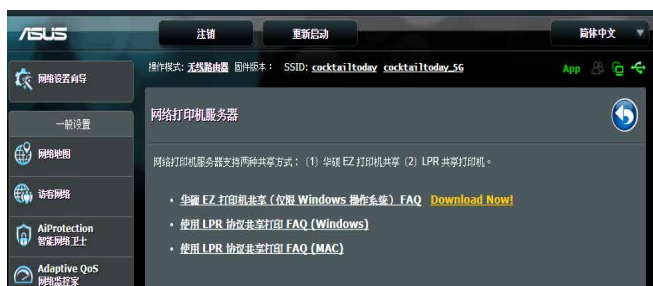 ASUS
注销
重新启动
简体中文
网络设置向导
操作模式: 无线路由器 固件版本: SSID: cocktailtoday cocktailtoday_5G
App
一般设置
网络打印机服务器
网络地图
网络打印机服务器支持两种共享方式:(1) 华硕 EZ 打印机共享 (2) LPR 共享打印机。
访客网络
• 华硕 EZ 打印机共享 (仅限 Windows 操作系统) FAQ Download Now!
• 使用 LPR 协议共享打印 FAQ (Windows)
• 使用 LPR 协议共享打印 FAQ (MAC)
AiProtection
智能网络卫士
Adaptive QoS
网络监控家